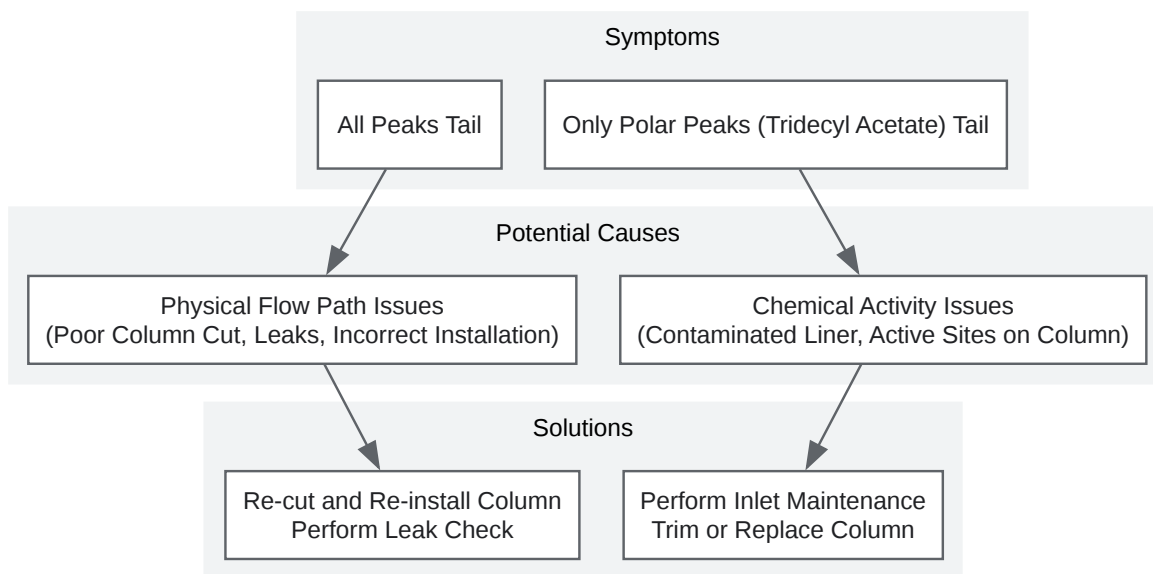 Symptoms
All Peaks Tail
Only Polar Peaks (Tridecyl Acetate) Tail
Potential Causes
Physical Flow Path Issues
(Poor Column Cut, Leaks, Incorrect Installation)
Chemical Activity Issues
(Contaminated Liner, Active Sites on Column)
Solutions
Re-cut and Re-install Column
Perform Leak Check
Perform Inlet Maintenance
Trim or Replace Column